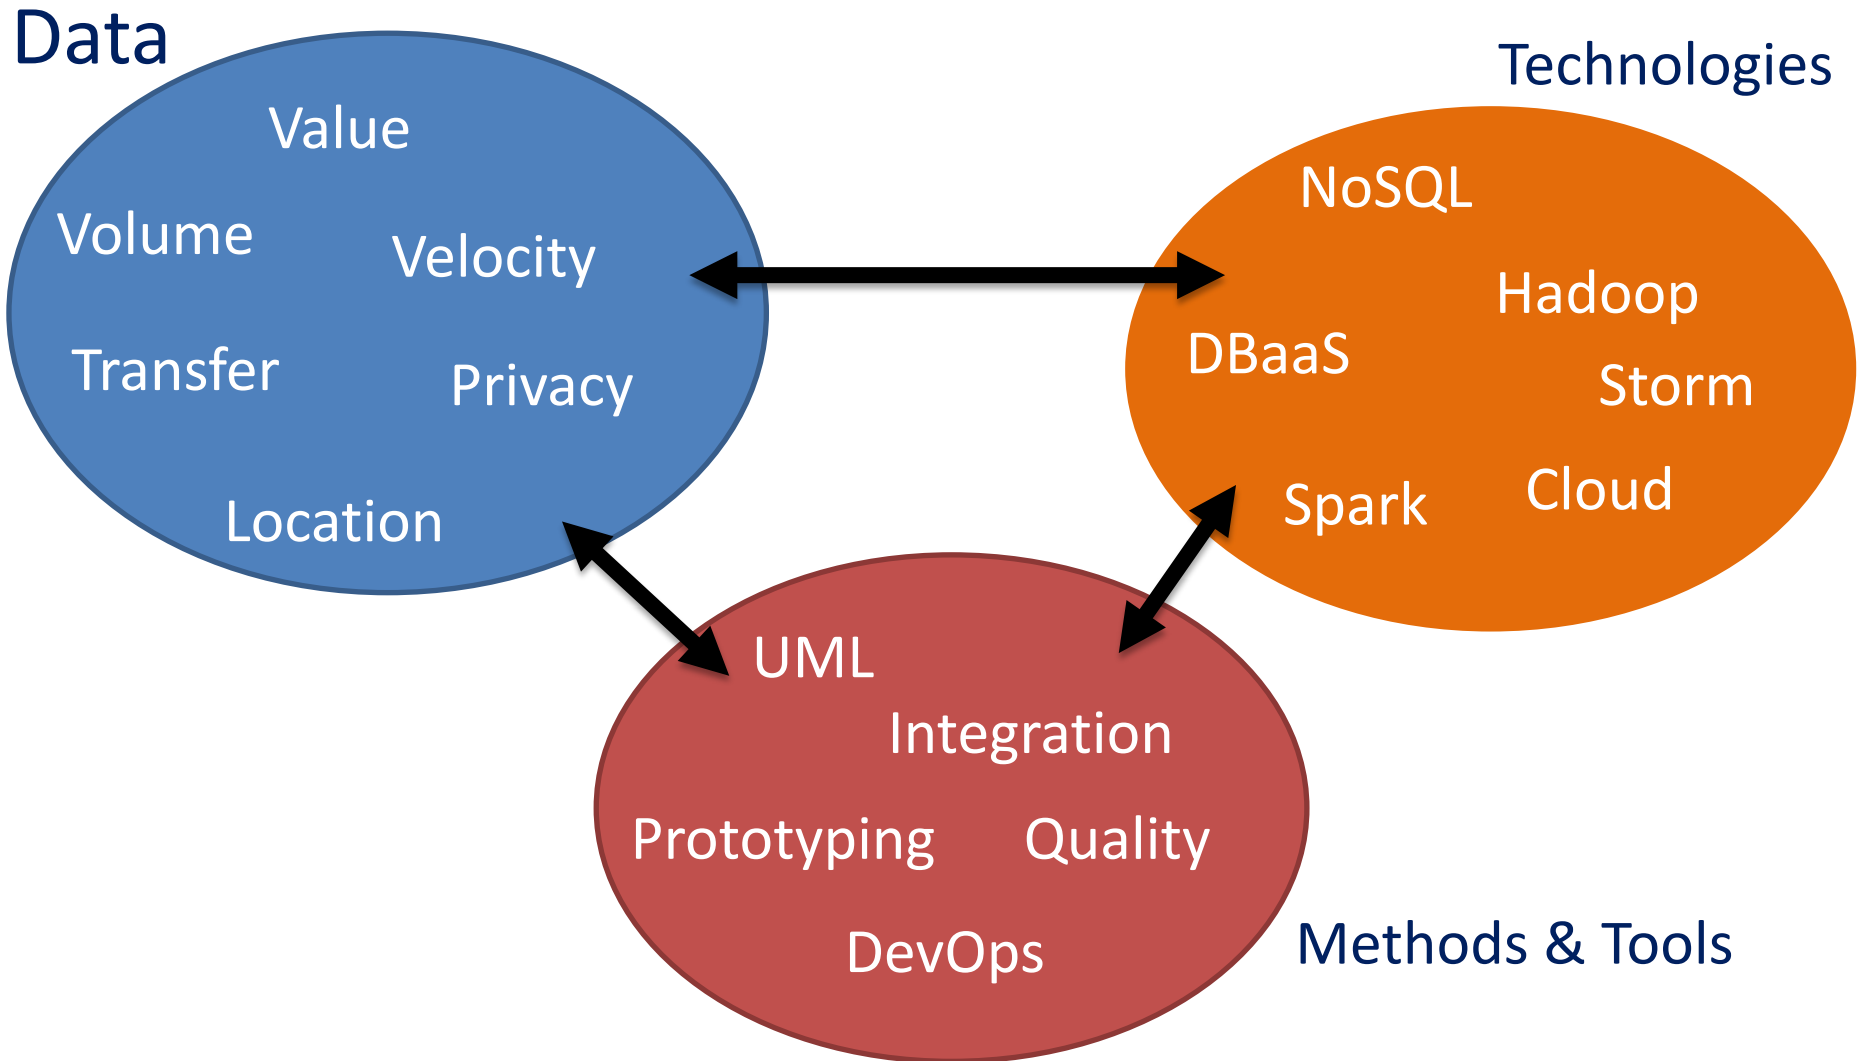 Data
Value
Volume
Velocity
Transfer
Privacy
Location
Technologies
NoSQL
Hadoop
DBaaS
Storm
Spark
Cloud
UML
Integration
Prototyping
Quality
DevOps
Methods & Tools